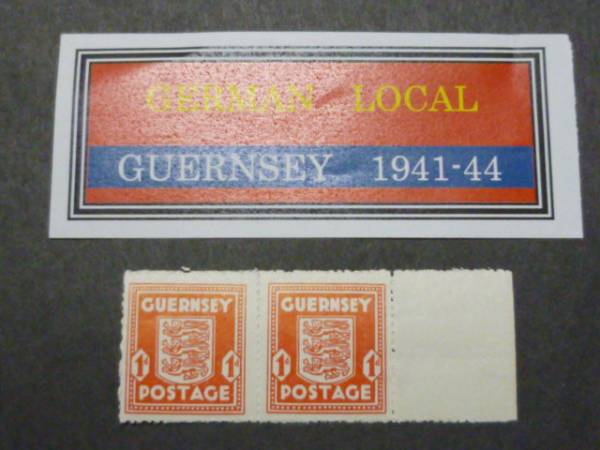 GERMAN LOCAL
GUERNSEY 1941-44
GUERNSEY
1D 1D
POSTAGE
GUERNSEY
1D 1D
POSTAGE